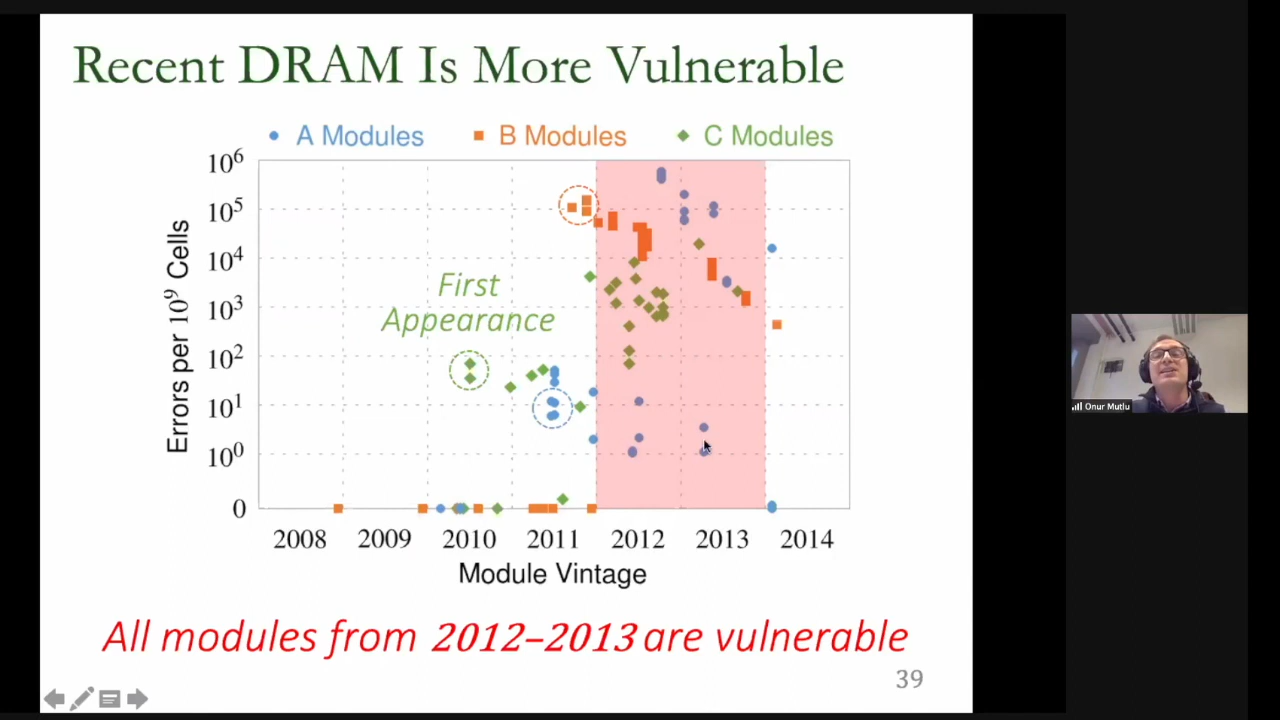 Recent DRAM Is More Vulnerable
A Modules B Modules C Modules
10⁶
10⁵
10⁴
10³
10²
10¹
10⁰
0
Errors per 10⁹ Cells
First
Appearance
2008 2009 2010 2011 2012 2013 2014
Module Vintage
All modules from 2012–2013 are vulnerable
39
Onur Mutlu